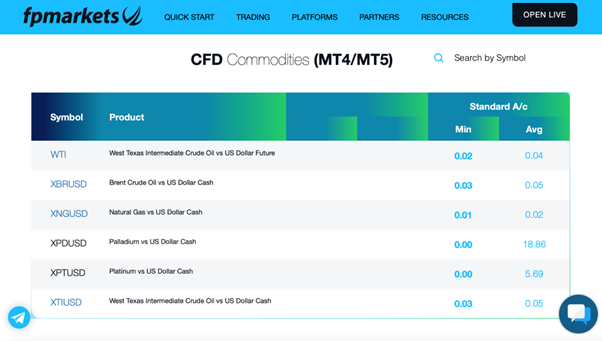 fpmarkets
QUICK START TRADING PLATFORMS PARTNERS RESOURCES OPEN LIVE
CFD Commodities (MT4/MT5) Search by Symbol
Standard A/c
Symbol Product Min Avg
WTI West Texas Intermediate Crude Oil vs US Dollar Future 0.02 0.04
XBRUSD Brent Crude Oil vs US Dollar Cash 0.03 0.05
XNGUSD Natural Gas vs US Dollar Cash 0.01 0.02
XPDUSD Palladium vs US Dollar Cash 0.00 18.86
XPTUSD Platinum vs US Dollar Cash 0.00 5.69
XTIUSD West Texas Intermediate Crude Oil vs US Dollar Cash 0.03 0.05